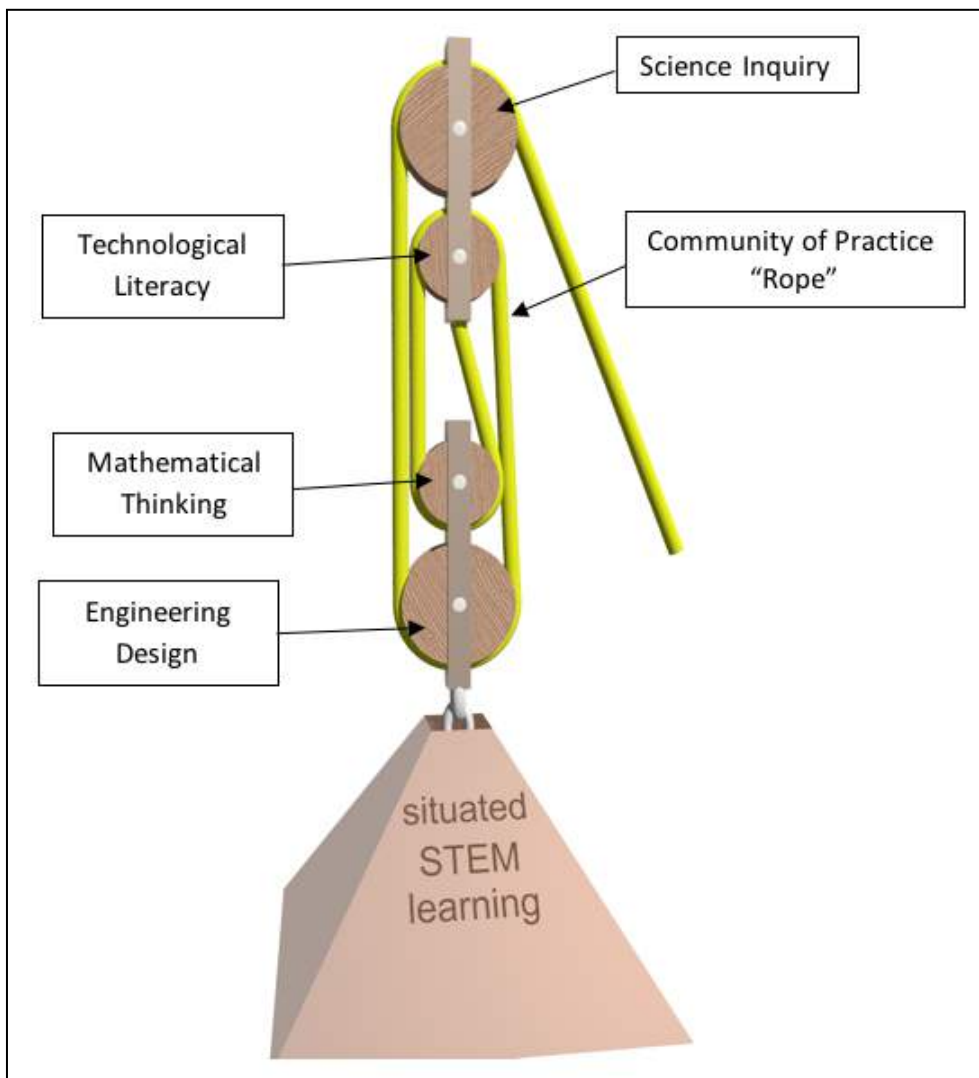 Science Inquiry
Technological
Literacy
Community of Practice
“Rope”
Mathematical
Thinking
Engineering
Design
situated
STEM
learning